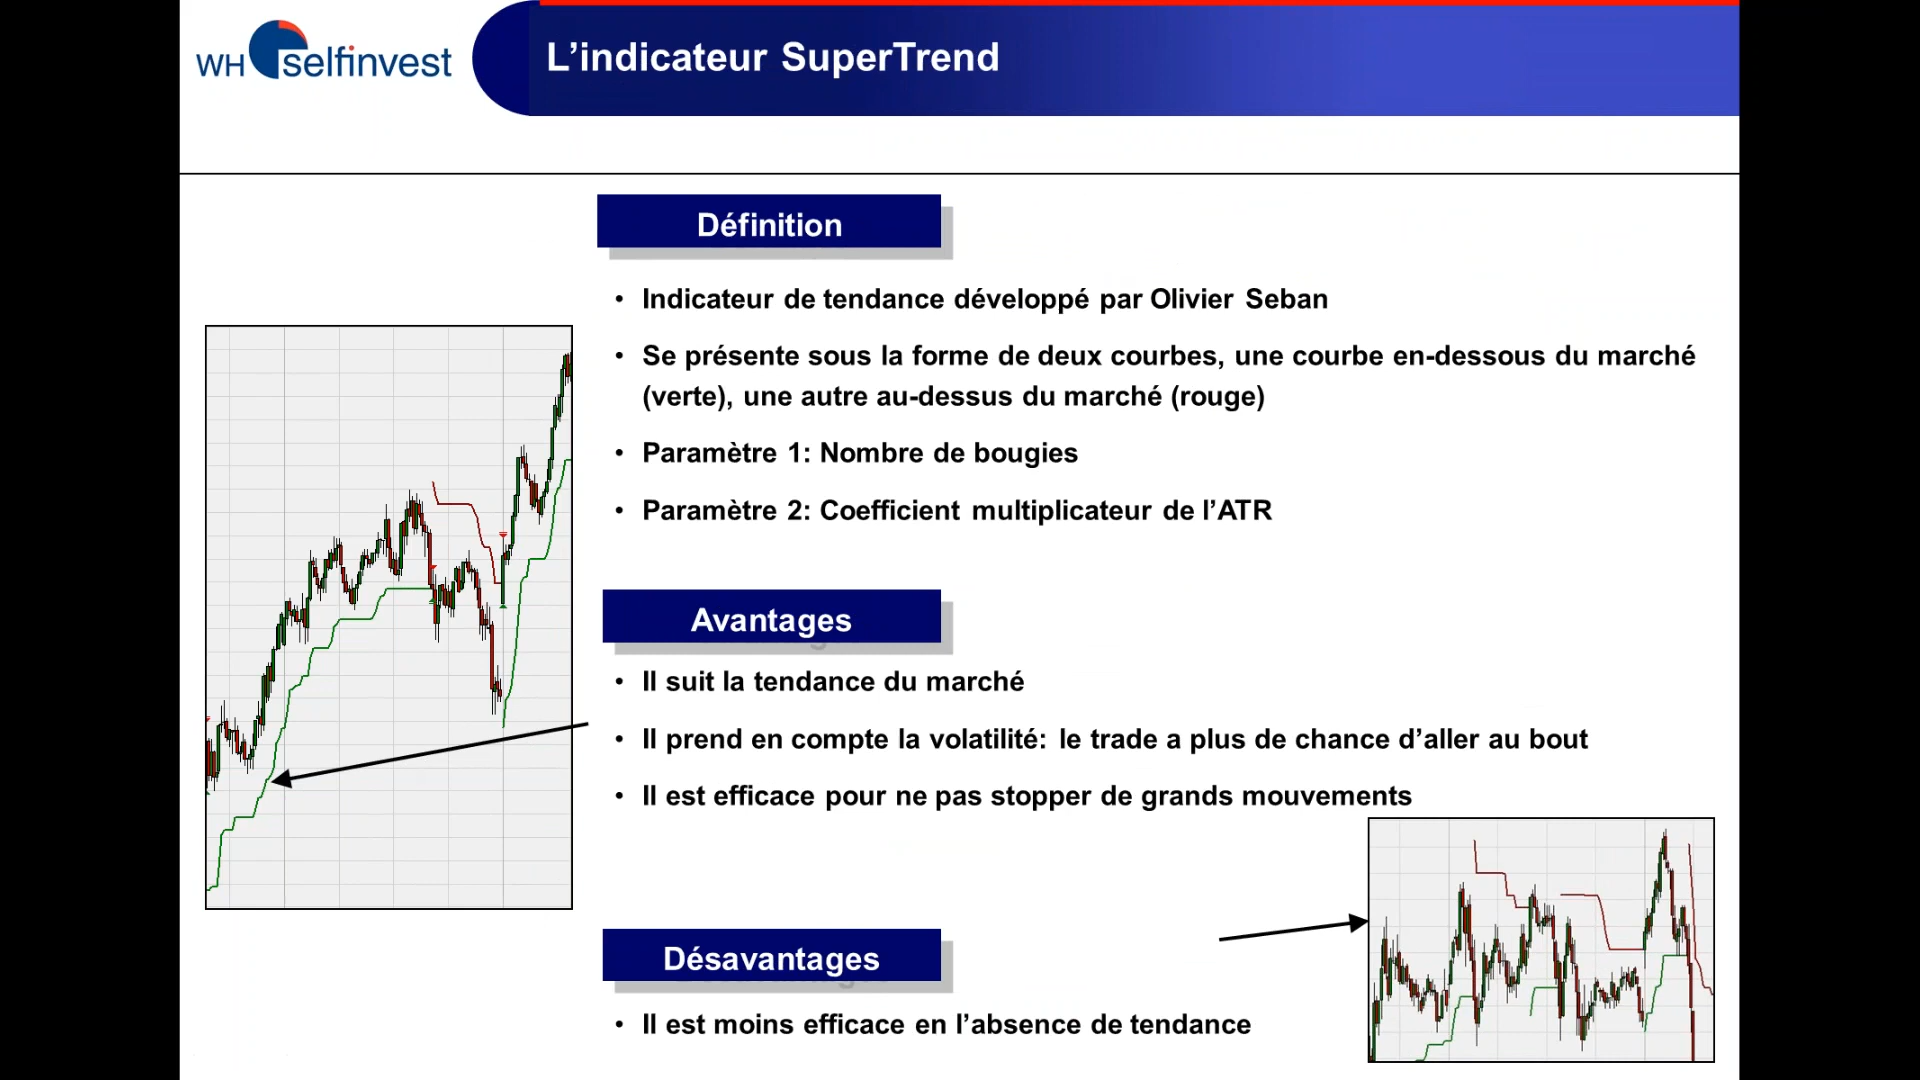 WH selfinvest
L’indicateur SuperTrend
Définition
• Indicateur de tendance développé par Olivier Seban
• Se présente sous la forme de deux courbes, une courbe en-dessous du marché
(verte), une autre au-dessus du marché (rouge)
• Paramètre 1: Nombre de bougies
• Paramètre 2: Coefficient multiplicateur de l’ATR
Avantages
• Il suit la tendance du marché
• Il prend en compte la volatilité: le trade a plus de chance d’aller au bout
• Il est efficace pour ne pas stopper de grands mouvements
Désavantages
• Il est moins efficace en l’absence de tendance